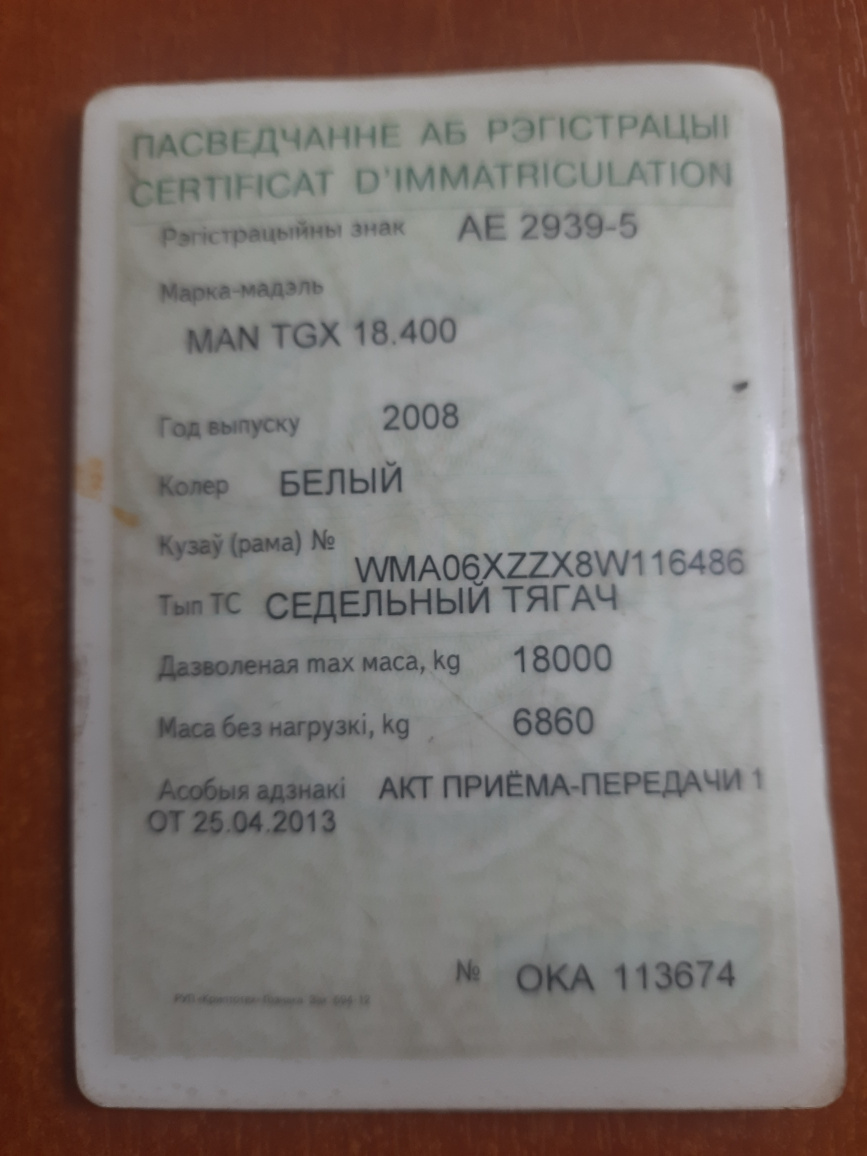 ПАСВЕДЧАННЕ АБ РЭГІСТРАЦЫІ
CERTIFICAT D'IMMATRICULATION
Рэгістрацыйны знак AE 2939-5
Марка-мадэль
MAN TGX 18.400
Год выпуску 2008
Колер БЕЛЫЙ
Кузаў (рама) №
WMA06XZZX8W116486
Тып ТС СЕДЕЛЬНЫЙ ТЯГАЧ
Дазволеная max маса, kg 18000
Маса без нагрузкі, kg 6860
Асобыя адзнакі АКТ ПРИЁМА-ПЕРЕДАЧИ 1
ОТ 25.04.2013
№ OKA 113674